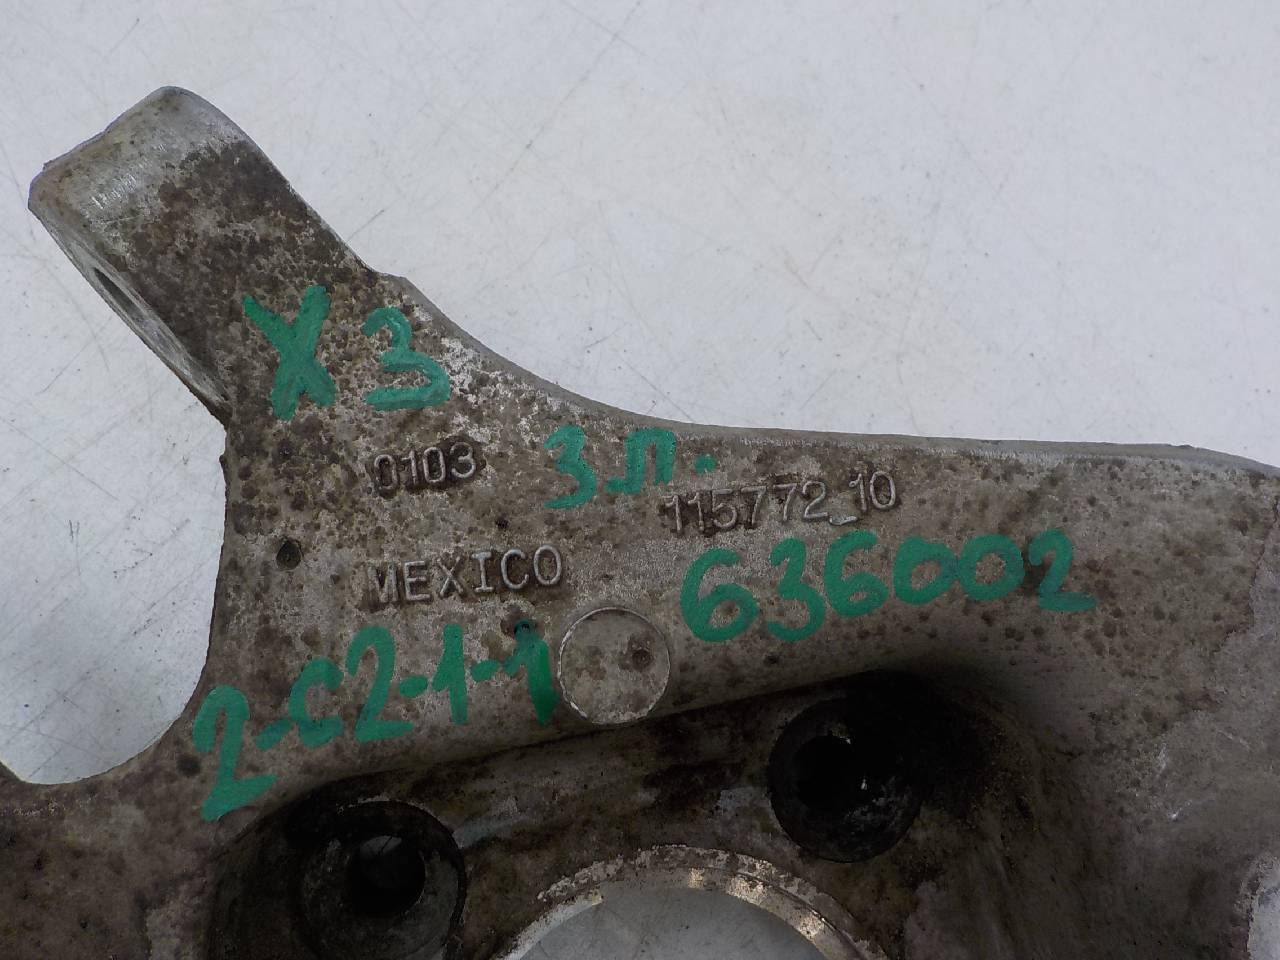 X3
0103
3л.
115772_10
MEXICO
636002
2-c2-1-1